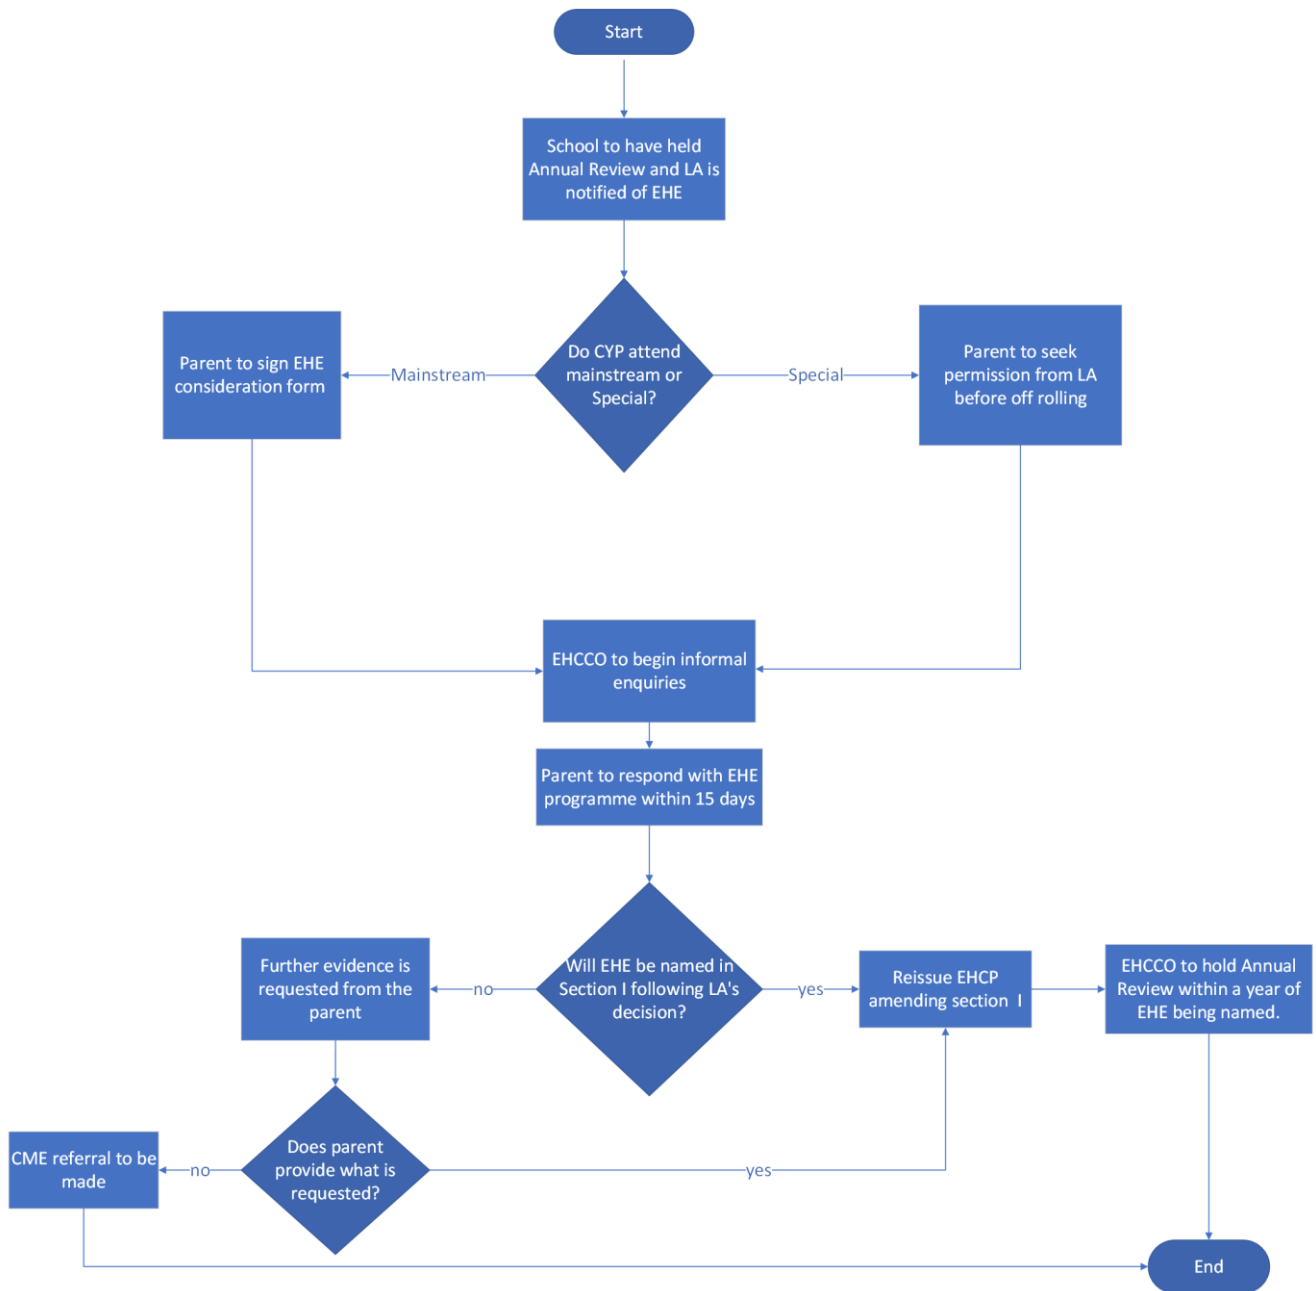 Start
School to have held
Annual Review and LA is
notified of EHE
Do CYP attend
mainstream or
Special?
Mainstream
Special
Parent to sign EHE
consideration form
Parent to seek
permission from LA
before off rolling
EHCCO to begin informal
enquiries
Parent to respond with EHE
programme within 15 days
Will EHE be named in
Section I following LA's
decision?
no
yes
Further evidence is
requested from the
parent
Reissue EHCP
amending section I
EHCCO to hold Annual
Review within a year of
EHE being named.
Does parent
provide what is
requested?
no
yes
CME referral to be
made
End